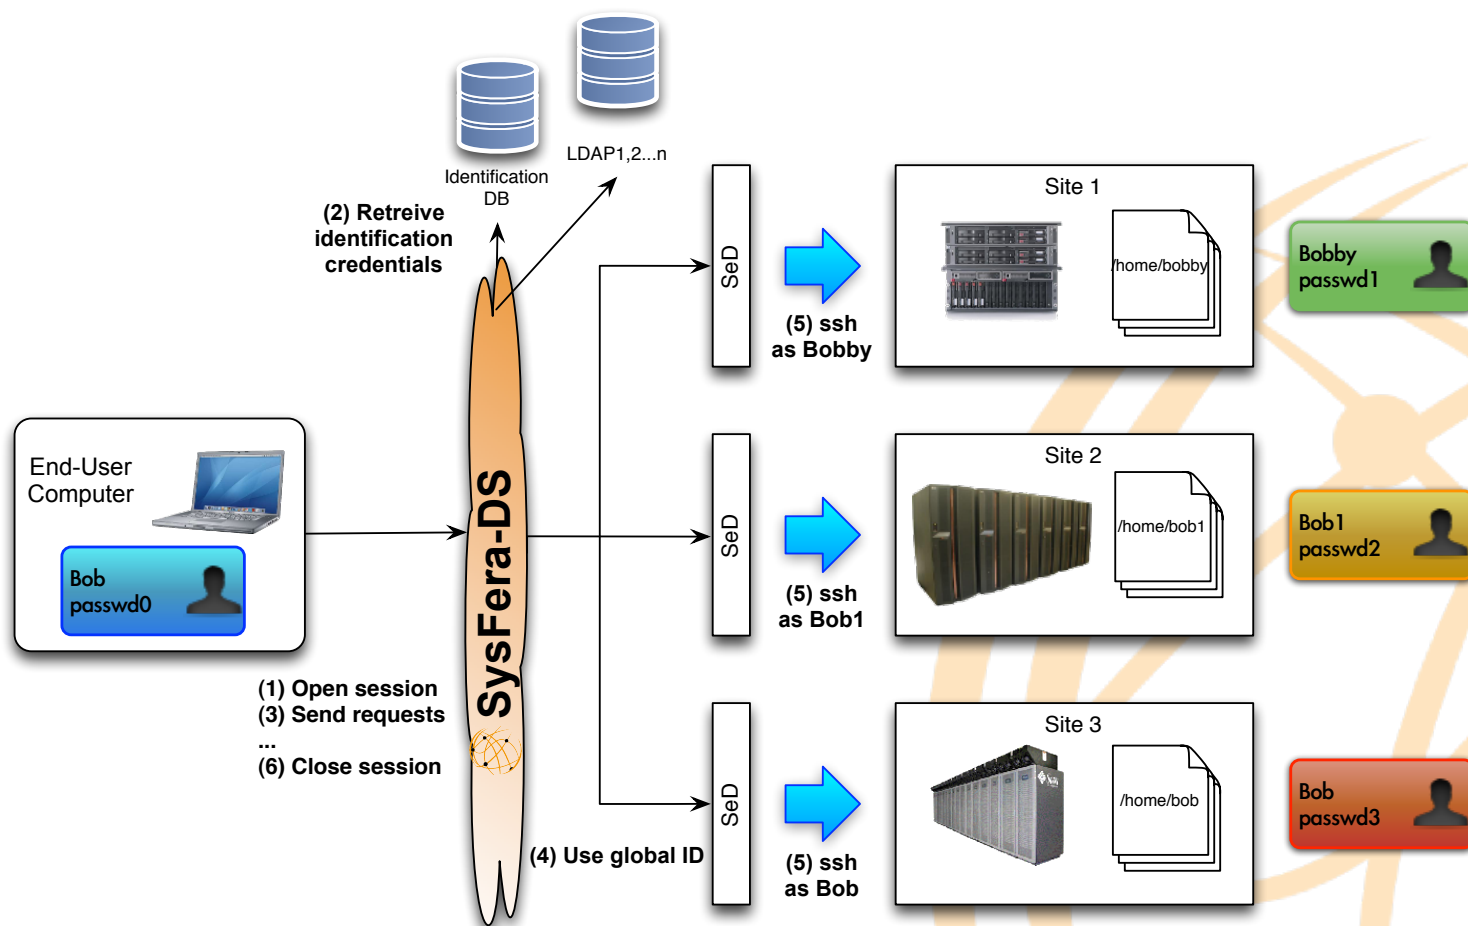 LDAP1,2...n
Identification
DB
(2) Retreive
identification
credentials
End-User
Computer
Bob
passwd0
(1) Open session
(3) Send requests
...
(6) Close session
SysFera-DS
(4) Use global ID
SeD
(5) ssh
as Bobby
Site 1
/home/bobby
Bobby
passwd1
SeD
(5) ssh
as Bob1
Site 2
/home/bob1
Bob1
passwd2
SeD
(5) ssh
as Bob
Site 3
/home/bob
Bob
passwd3